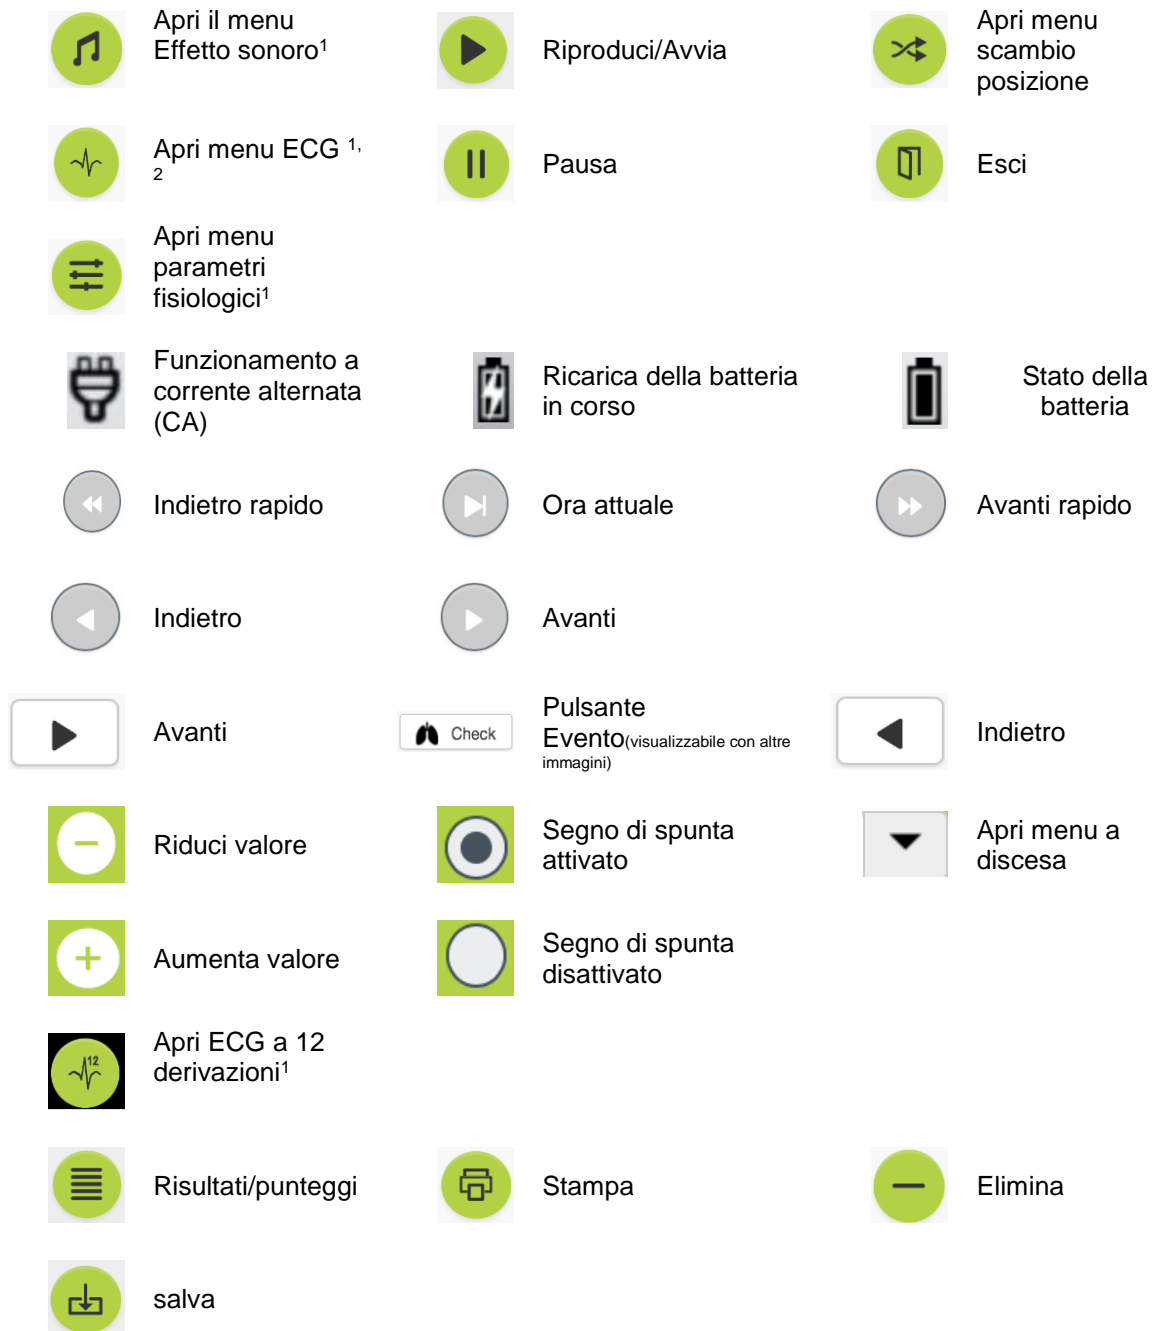 Apri il menu
Effetto sonoro1
Riproduci/Avvia
Apri menu
scambio
posizione
Apri menu ECG 1,
2
Pausa
Esci
Apri menu
parametri
fisiologici1
Funzionamento a
corrente alternata
(CA)
Ricarica della batteria
in corso
Stato della
batteria
Indietro rapido
Ora attuale
Avanti rapido
Indietro
Avanti
Avanti
Check
Pulsante
Evento(visualizzabile con altre
immagini)
Indietro
Riduci valore
Segno di spunta
attivato
Apri menu a
discesa
Aumenta valore
Segno di spunta
disattivato
12
Apri ECG a 12
derivazioni1
Risultati/punteggi
Stampa
Elimina
salva